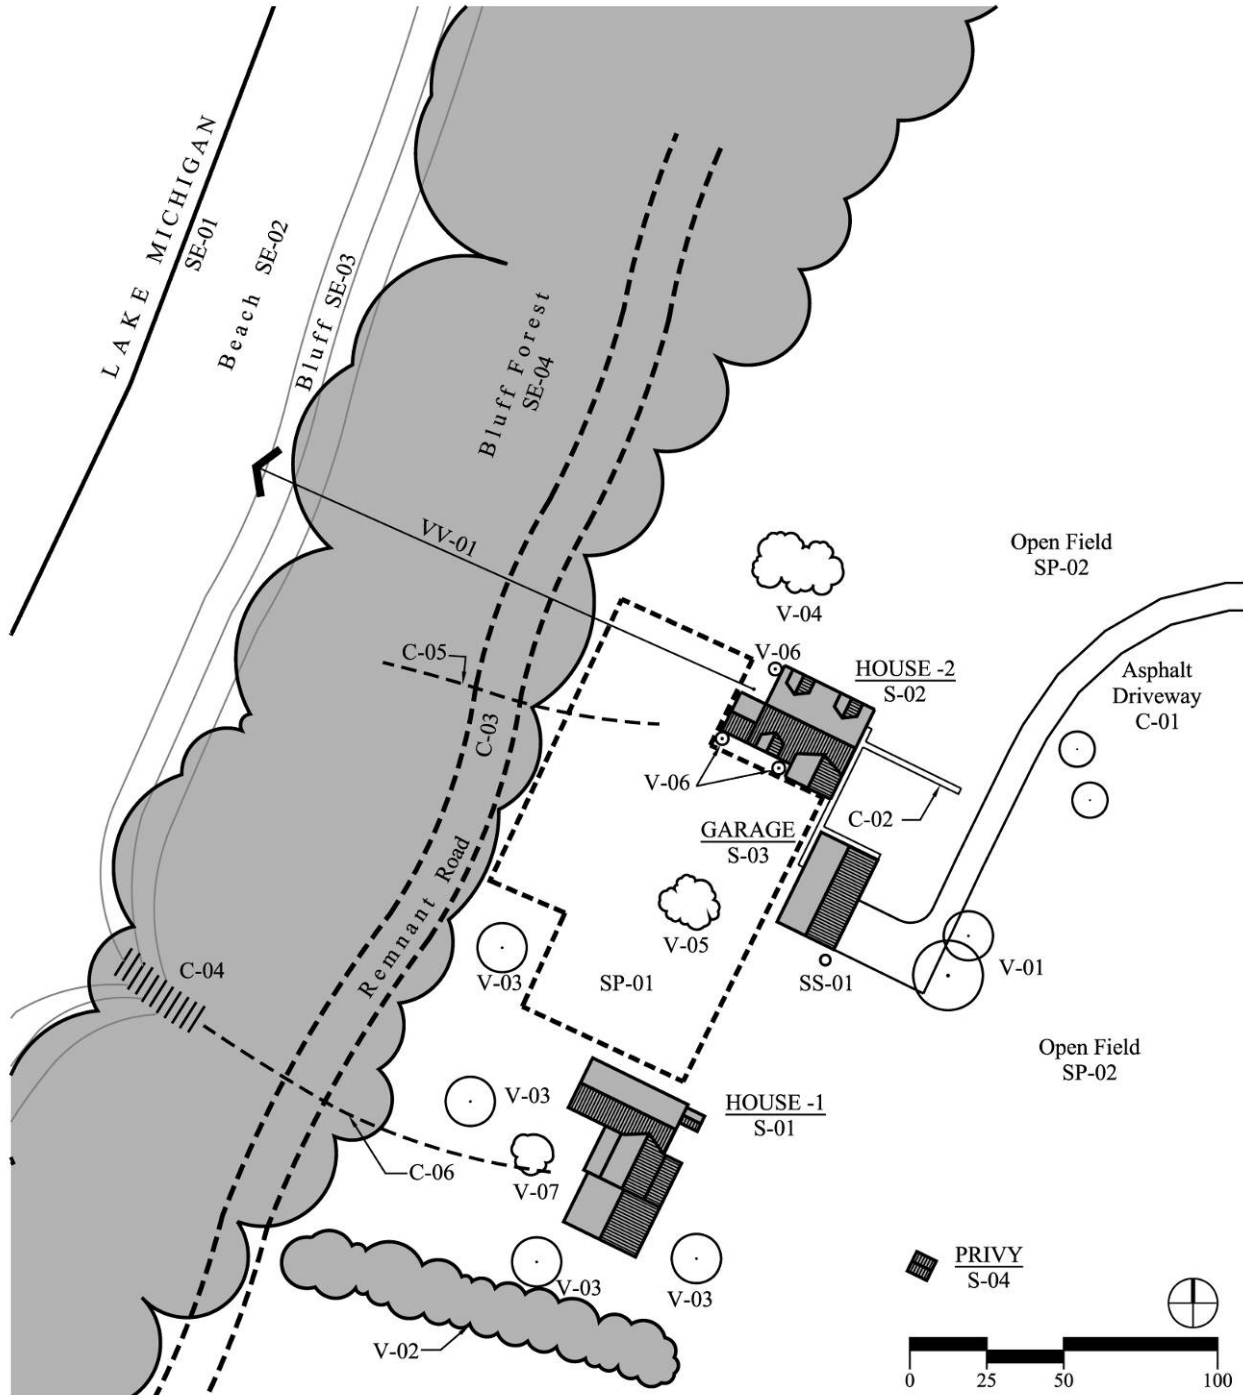 LAKE MICHIGAN
SE-01
Beach SE-02
Bluff SE-03
Bluff Forest
SE-04
VV-01
Open Field
SP-02
V-04
C-05
V-06
HOUSE -2
S-02
Asphalt
Driveway
C-01
C-03
V-06
C-02
GARAGE
S-03
Remnant Road
V-05
C-04
V-03
SP-01
SS-01
V-01
Open Field
SP-02
V-03
HOUSE -1
S-01
C-06
V-07
PRIVY
S-04
V-03
V-03
V-02
0 25 50 100